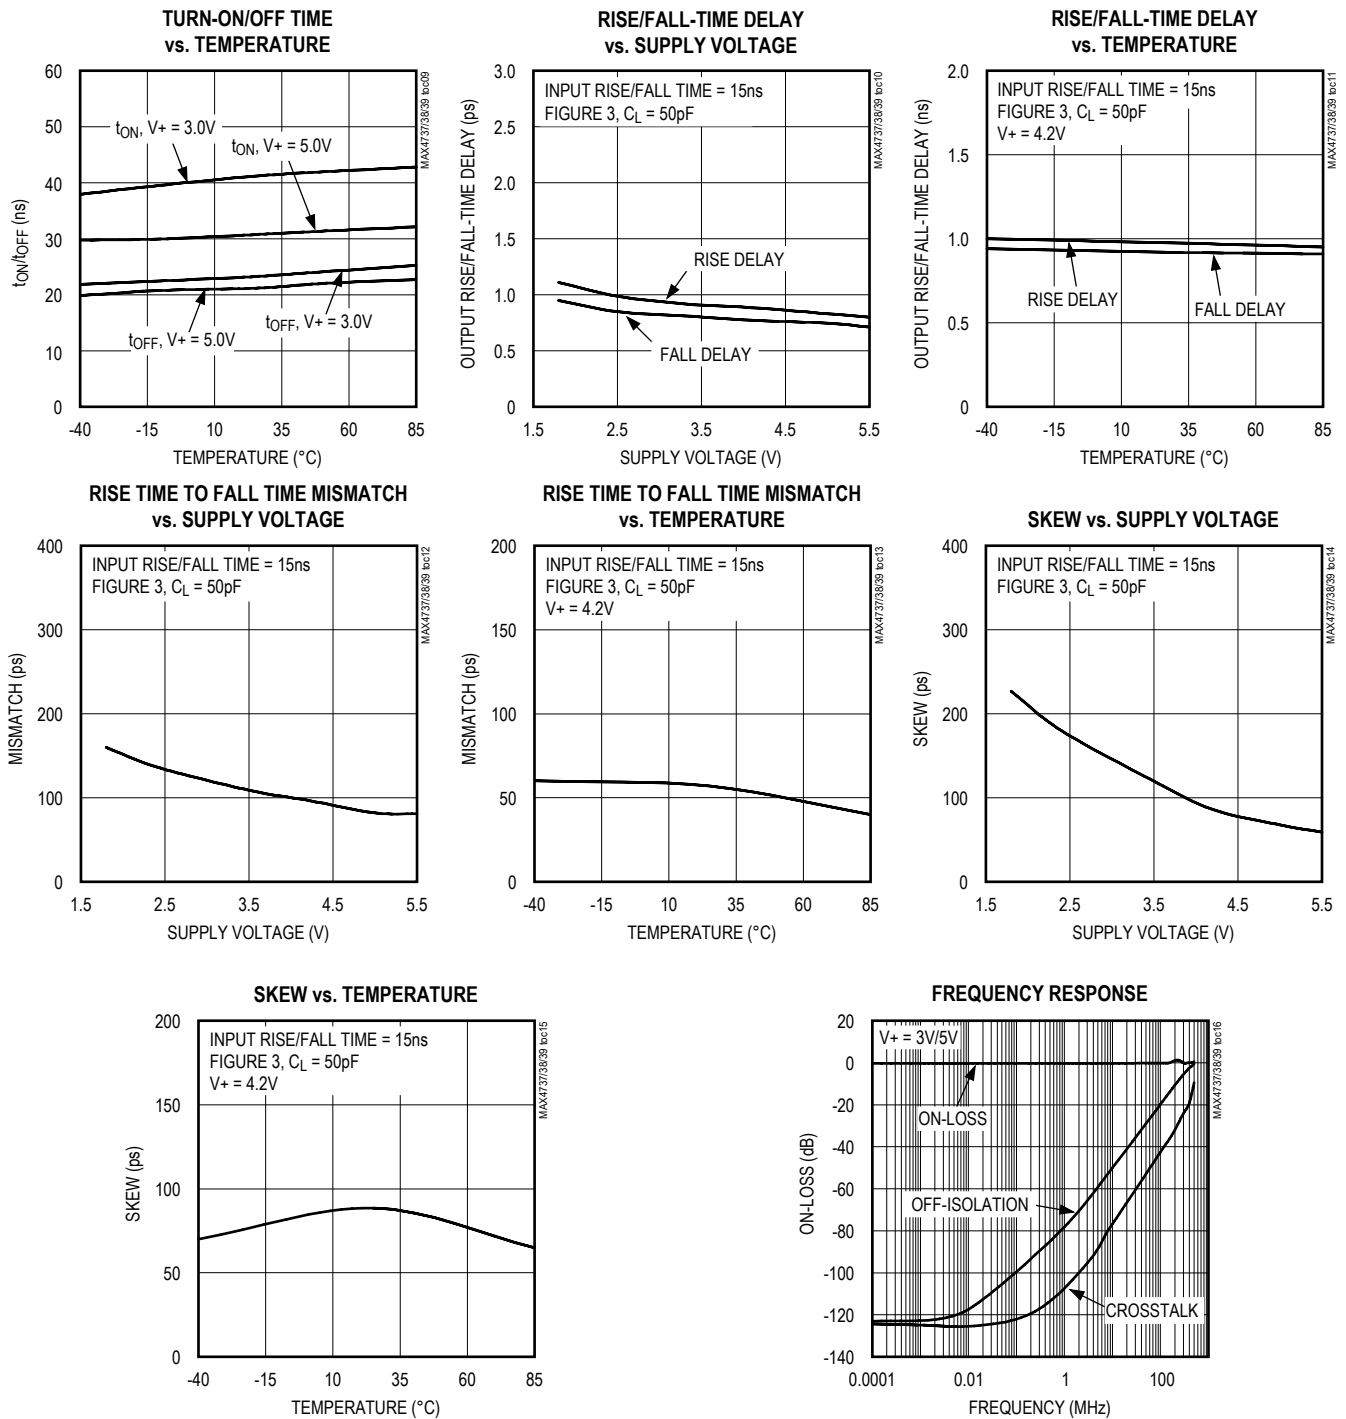 TURN-ON/OFF TIME
vs. TEMPERATURE
60
50
40
30
20
10
0
tON/tOFF (ns)
tON, V+ = 3.0V
tON, V+ = 5.0V
tOFF, V+ = 3.0V
tOFF, V+ = 5.0V
MAX4737/38/39 toc09
-40
-15
10
35
60
85
TEMPERATURE (°C)
RISE/FALL-TIME DELAY
vs. SUPPLY VOLTAGE
3.0
2.5
2.0
1.5
1.0
0.5
0
OUTPUT RISE/FALL-TIME DELAY (ps)
INPUT RISE/FALL TIME = 15ns
FIGURE 3, CL = 50pF
RISE DELAY
FALL DELAY
MAX4737/38/39 toc10
1.5
2.5
3.5
4.5
5.5
SUPPLY VOLTAGE (V)
RISE/FALL-TIME DELAY
vs. TEMPERATURE
2.0
1.5
1.0
0.5
0
OUTPUT RISE/FALL-TIME DELAY (ns)
INPUT RISE/FALL TIME = 15ns
FIGURE 3, CL = 50pF
V+ = 4.2V
RISE DELAY
FALL DELAY
MAX4737/38/39 toc11
-40
-15
10
35
60
85
TEMPERATURE (°C)
RISE TIME TO FALL TIME MISMATCH
vs. SUPPLY VOLTAGE
400
300
200
100
0
MISMATCH (ps)
INPUT RISE/FALL TIME = 15ns
FIGURE 3, CL = 50pF
MAX4737/38/39 toc12
1.5
2.5
3.5
4.5
5.5
SUPPLY VOLTAGE (V)
RISE TIME TO FALL TIME MISMATCH
vs. TEMPERATURE
200
150
100
50
0
MISMATCH (ps)
INPUT RISE/FALL TIME = 15ns
FIGURE 3, CL = 50pF
V+ = 4.2V
MAX4737/38/39 toc13
-40
-15
10
35
60
85
TEMPERATURE (°C)
SKEW vs. SUPPLY VOLTAGE
400
300
200
100
0
SKEW (ps)
INPUT RISE/FALL TIME = 15ns
FIGURE 3, CL = 50pF
MAX4737/38/39 toc14
1.5
2.5
3.5
4.5
5.5
SUPPLY VOLTAGE (V)
SKEW vs. TEMPERATURE
200
150
100
50
0
SKEW (ps)
INPUT RISE/FALL TIME = 15ns
FIGURE 3, CL = 50pF
V+ = 4.2V
MAX4737/38/39 toc15
-40
-15
10
35
60
85
TEMPERATURE (°C)
FREQUENCY RESPONSE
20
0
-20
-40
-60
-80
-100
-120
-140
ON-LOSS (dB)
V+ = 3V/5V
ON-LOSS
OFF-ISOLATION
CROSSTALK
MAX4737/38/39 toc16
0.0001
0.01
1
100
FREQUENCY (MHz)